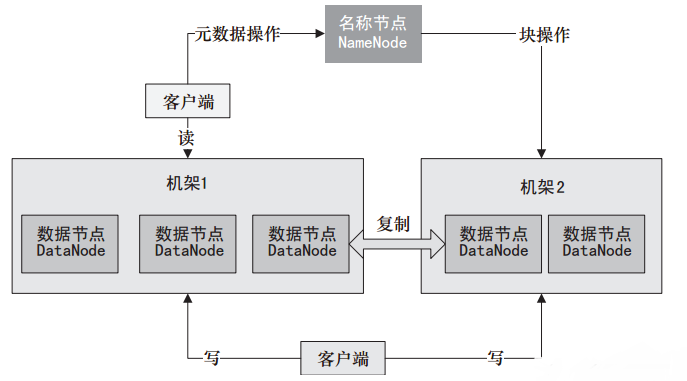 名称节点
NameNode
元数据操作
块操作
客户端
读
机架1
机架2
数据节点
DataNode
数据节点
DataNode
数据节点
DataNode
复制
数据节点
DataNode
数据节点
DataNode
写
客户端
写